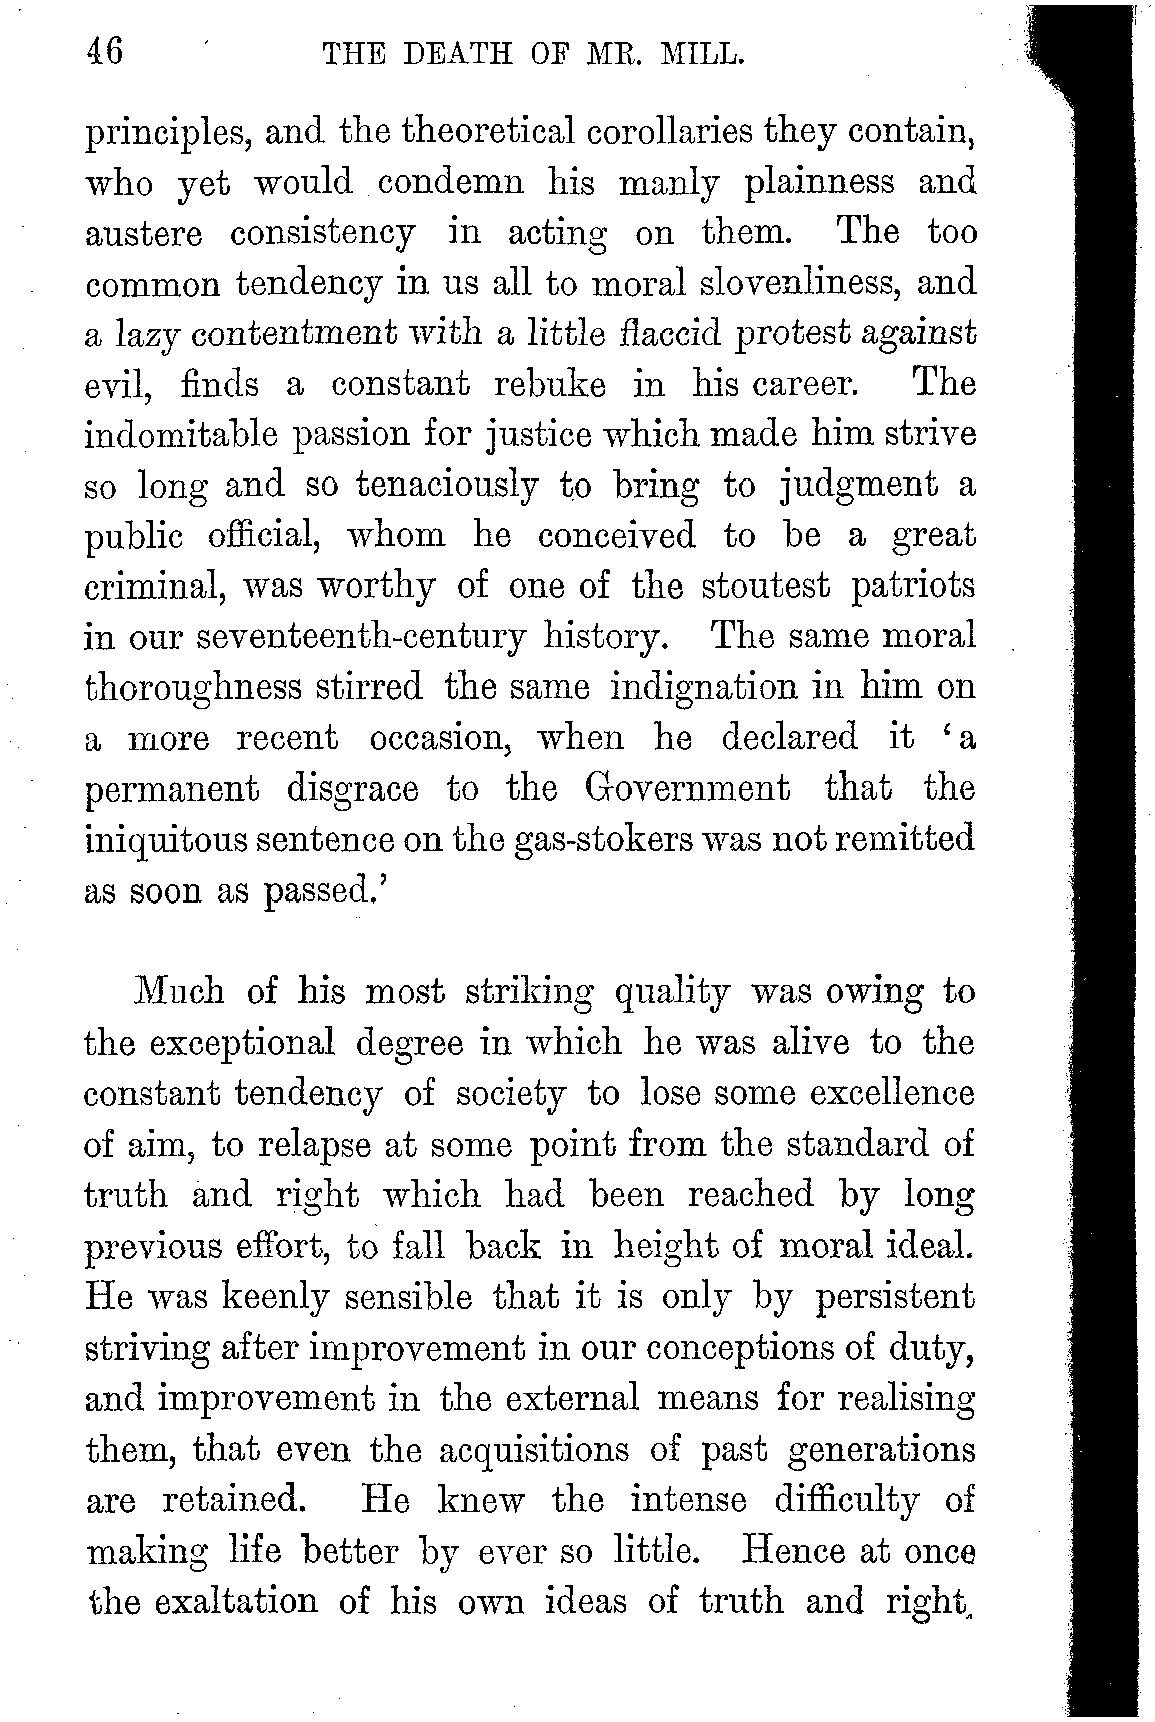 46 THE DEATH OF MR. MILL.
principles, and the theoretical corollaries they contain,
who yet would condemn his manly plainness and
austere consistency in acting on them. The too
common tendency in us all to moral slovenliness, and
a lazy contentment with a little flaccid protest against
evil, finds a constant rebuke in his career. The
indomitable passion for justice which made him strive
so long and so tenaciously to bring to judgment a
public official, whom he conceived to be a great
criminal, was worthy of one of the stoutest patriots
in our seventeenth-century history. The same moral
thoroughness stirred the same indignation in him on
a more recent occasion, when he declared it ‘a
permanent disgrace to the Government that the
iniquitous sentence on the gas-stokers was not remitted
as soon as passed.’
Much of his most striking quality was owing to
the exceptional degree in which he was alive to the
constant tendency of society to lose some excellence
of aim, to relapse at some point from the standard of
truth and right which had been reached by long
previous effort, to fall back in height of moral ideal.
He was keenly sensible that it is only by persistent
striving after improvement in our conceptions of duty,
and improvement in the external means for realising
them, that even the acquisitions of past generations
are retained. He knew the intense difficulty of
making life better by ever so little. Hence at once
the exaltation of his own ideas of truth and right,